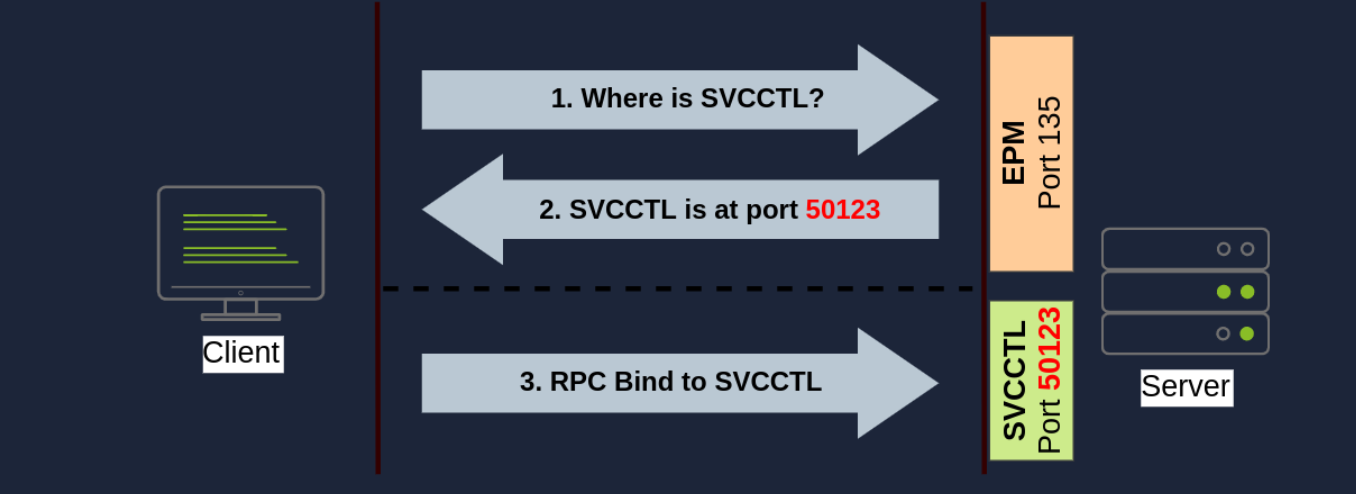 1. Where is SVCCTL?
2. SVCCTL is at port 50123
3. RPC Bind to SVCCTL
EPM
Port 135
SVCCTL
Port 50123
Client
Server